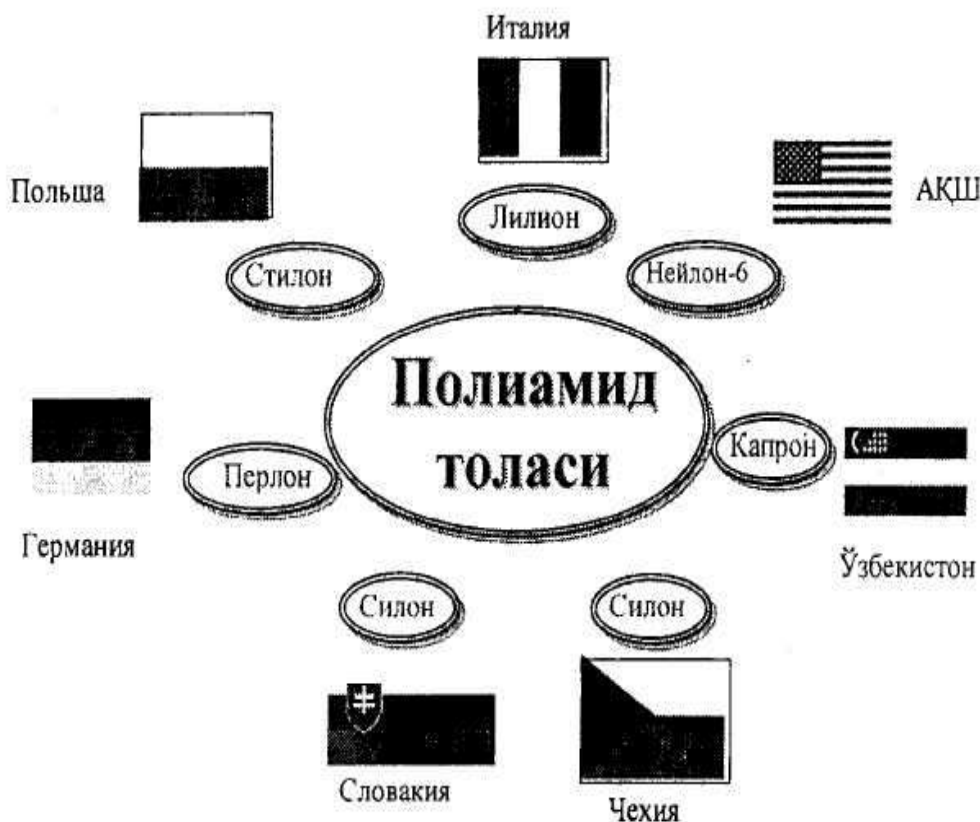 Италия
Польша
АҚШ
Лилион
Стилон
Нейлон-6
Полиамид
толаси
Капрон
Перлон
Германия
Ўзбекистон
Силон
Силон
Словакия
Чехия